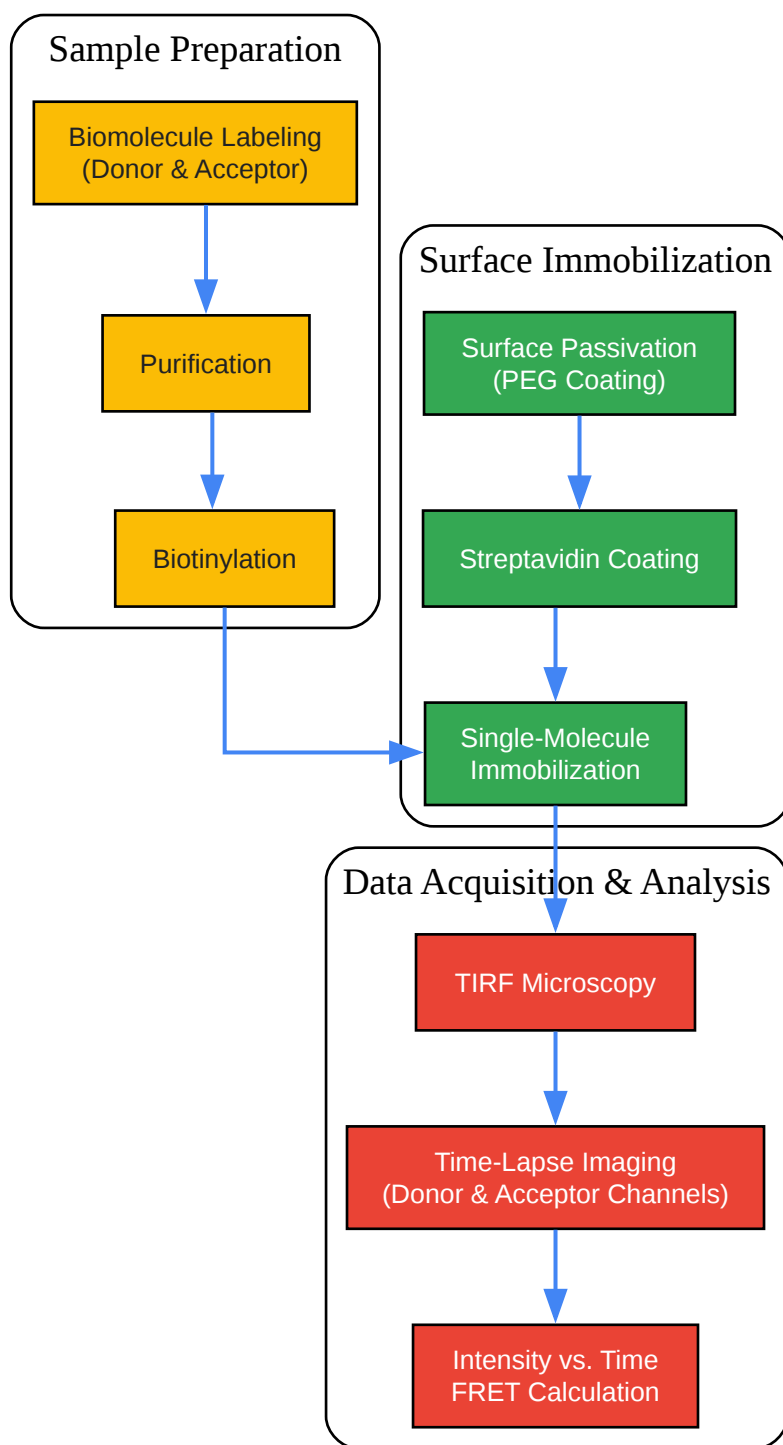 Sample Preparation
Biomolecule Labeling
(Donor & Acceptor)
Purification
Biotinylation
Surface Immobilization
Surface Passivation
(PEG Coating)
Streptavidin Coating
Single-Molecule
Immobilization
Data Acquisition & Analysis
TIRF Microscopy
Time-Lapse Imaging
(Donor & Acceptor Channels)
Intensity vs. Time
FRET Calculation